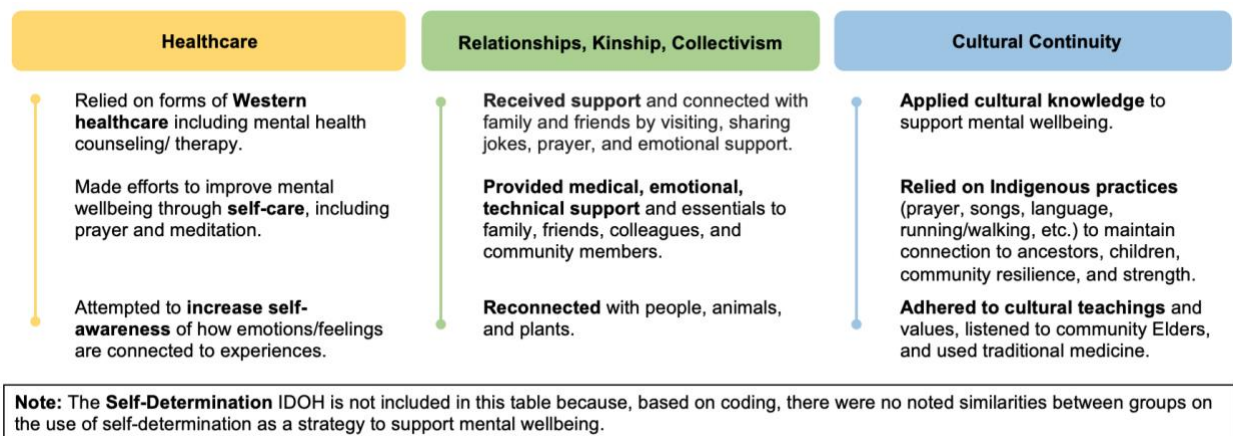 Healthcare
Relied on forms of Western
healthcare including mental health
counseling/ therapy.
Made efforts to improve mental
wellbeing through self-care, including
prayer and meditation.
Attempted to increase self-
awareness of how emotions/feelings
are connected to experiences.
Relationships, Kinship, Collectivism
Received support and connected with
family and friends by visiting, sharing
jokes, prayer, and emotional support.
Provided medical, emotional,
technical support and essentials to
family, friends, colleagues, and
community members.
Reconnected with people, animals,
and plants.
Cultural Continuity
Applied cultural knowledge to
support mental wellbeing.
Relied on Indigenous practices
(prayer, songs, language,
running/walking, etc.) to maintain
connection to ancestors, children,
community resilience, and strength.
Adhered to cultural teachings and
values, listened to community Elders,
and used traditional medicine.
Note: The Self-Determination IDOH is not included in this table because, based on coding, there were no noted similarities between groups on
the use of self-determination as a strategy to support mental wellbeing.